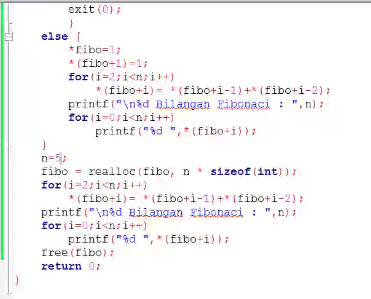 exit(0);
}
else {
*fibo=1;
*(fibo+1)=1;
for(i=2;i<n;i++)
*(fibo+i)= *(fibo+i-1)+*(fibo+i-2);
printf("\n%d Bilangan Fibonaci : ",n);
for(i=0;i<n;i++)
printf("%d ",*(fibo+i));
}
n=5;
fibo = realloc(fibo, n * sizeof(int));
for(i=2;i<n;i++)
*(fibo+i)= *(fibo+i-1)+*(fibo+i-2);
printf("\n%d Bilangan Fibonaci : ",n);
for(i=0;i<n;i++)
printf("%d ",*(fibo+i));
free(fibo);
return 0;
}